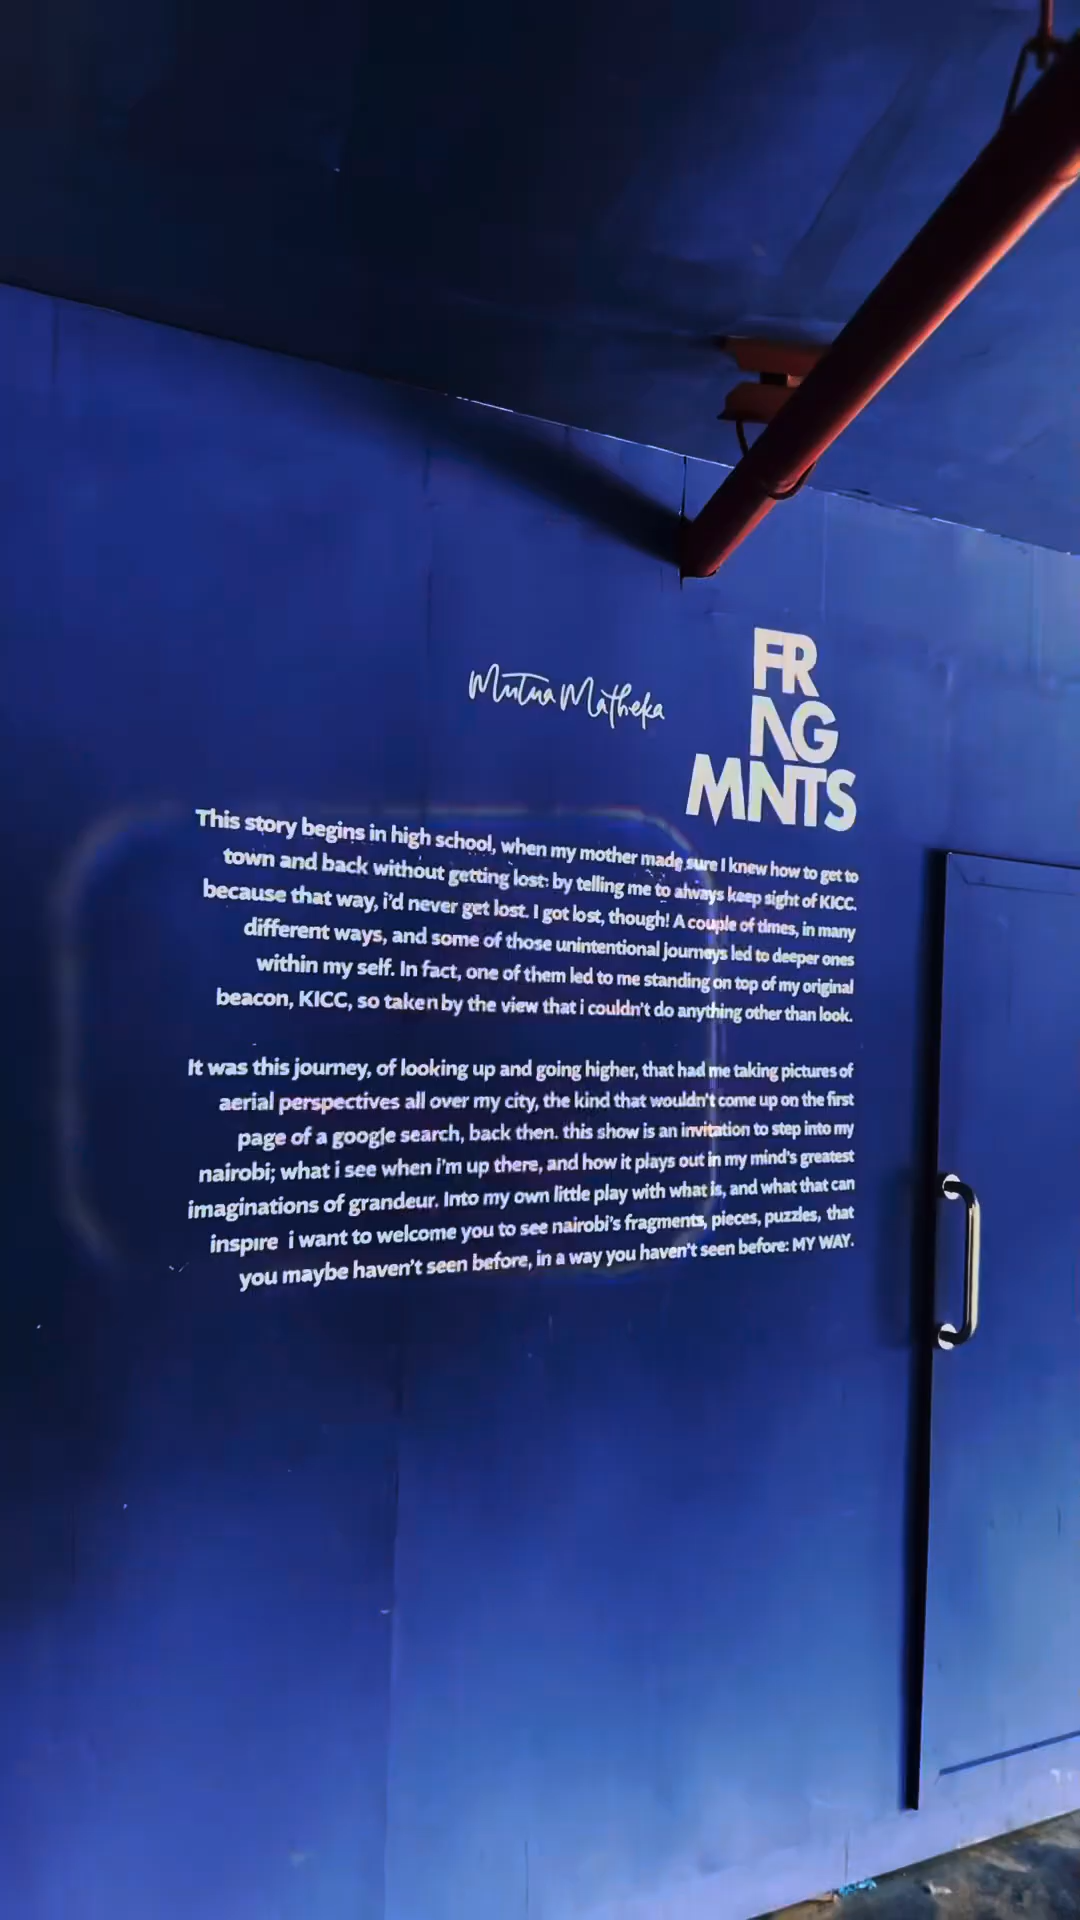 Mutua Matheka
FR
AG
MNTS
This story begins in high school, when my mother made sure I knew how to get to
town and back without getting lost: by telling me to always keep sight of KICC.
because that way, i'd never get lost. I got lost, though! A couple of times, in many
different ways, and some of those unintentional journeys led to deeper ones
within my self. In fact, one of them led to me standing on top of my original
beacon, KICC, so taken by the view that i couldn't do anything other than look.
It was this journey, of looking up and going higher, that had me taking pictures of
aerial perspectives all over my city, the kind that wouldn't come up on the first
page of a google search, back then. this show is an invitation to step into my
nairobi; what i see when i'm up there, and how it plays out in my mind's greatest
imaginations of grandeur. Into my own little play with what is, and what that can
inspire i want to welcome you to see nairobi's fragments, pieces, puzzles, that
you maybe haven't seen before, in a way you haven't seen before: MY WAY.